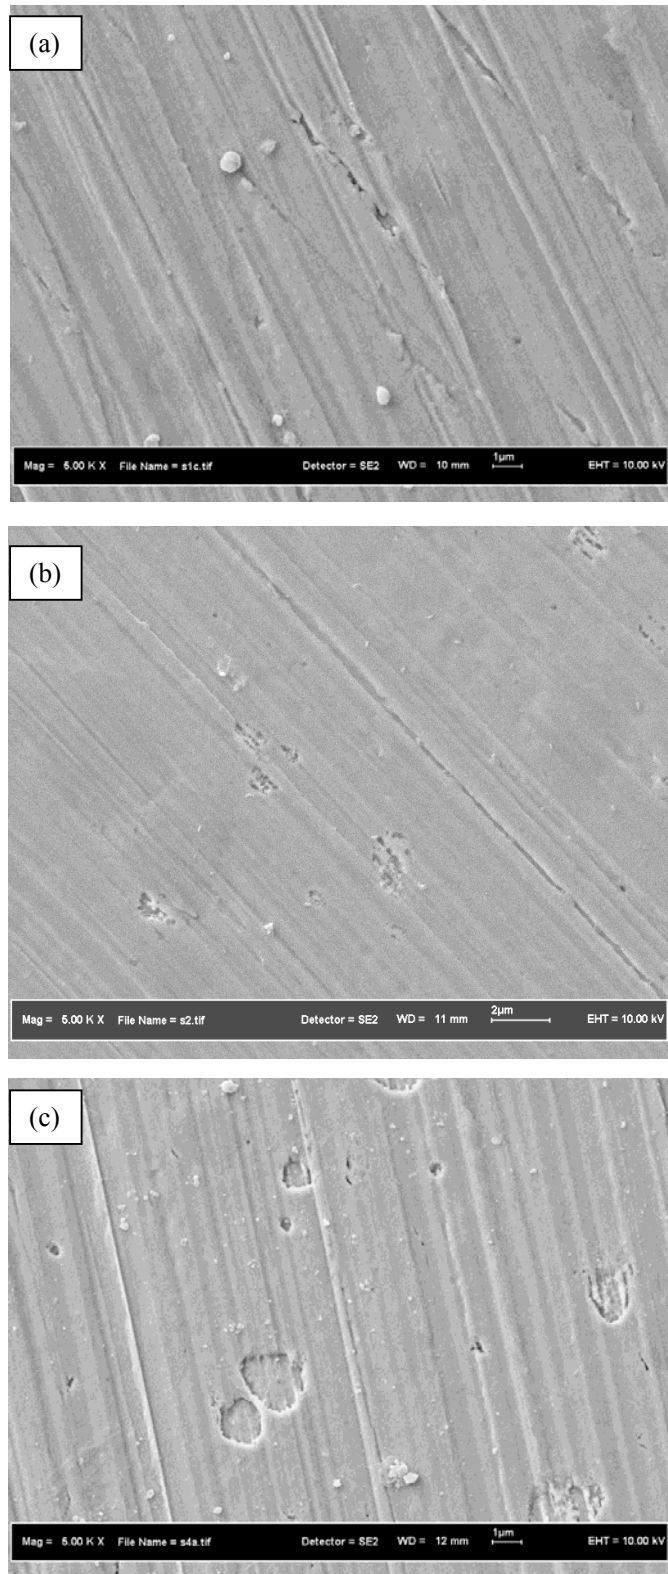 (a)
1µm
Mag = 5.00 K X File Name = s1c.tif Detector = SE2 WD = 10 mm EHT = 10.00 kV
(b)
2µm
Mag = 5.00 K X File Name = s2.tif Detector = SE2 WD = 11 mm EHT = 10.00 kV
(c)
1µm
Mag = 5.00 K X File Name = s4a.tif Detector = SE2 WD = 12 mm EHT = 10.00 kV